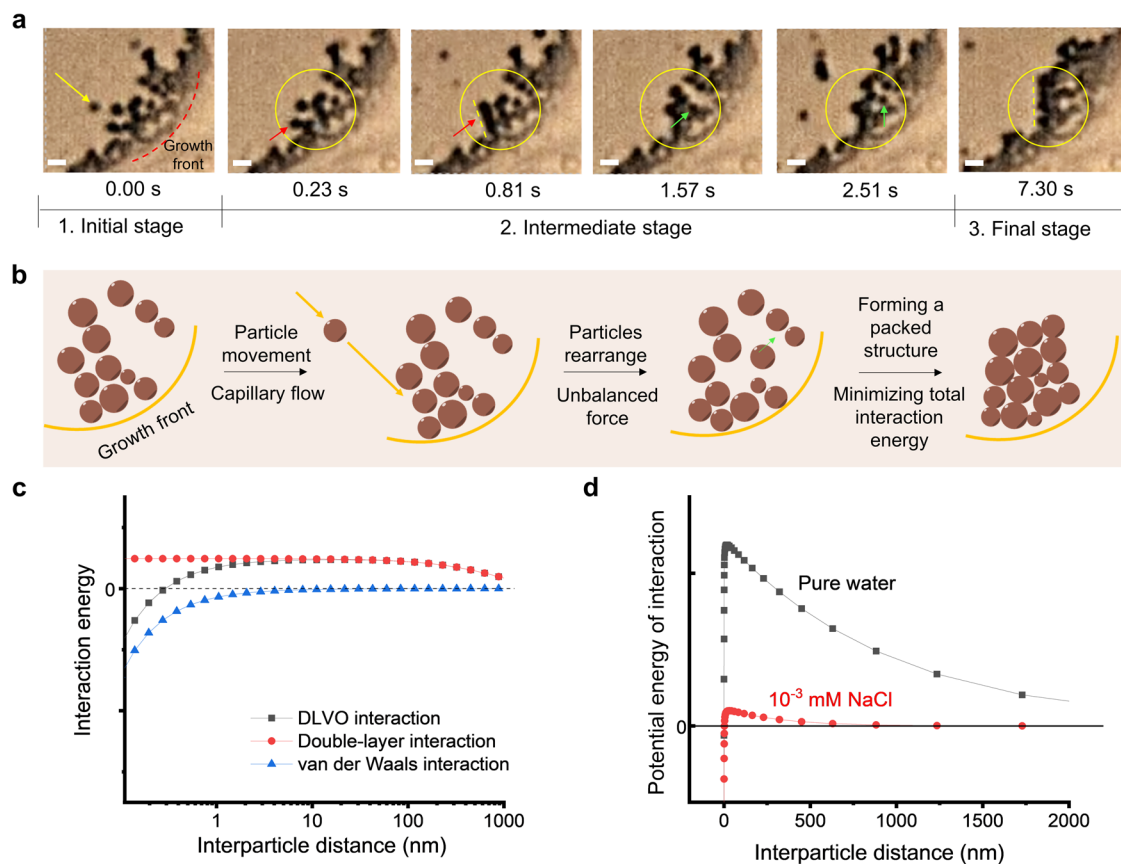 a
Growth
front
0.00 s
0.23 s
0.81 s
1.57 s
2.51 s
7.30 s
1. Initial stage
2. Intermediate stage
3. Final stage
b
Growth front
Particle
movement
Capillary flow
Particles
rearrange
Unbalanced
force
Forming a
packed
structure
Minimizing total
interaction
energy
c
Interaction energy
0
DLVO interaction
Double-layer interaction
van der Waals interaction
1 10 100 1000
Interparticle distance (nm)
d
Potential energy of interaction
Pure water
10⁻³ mM NaCl
0
0 500 1000 1500 2000
Interparticle distance (nm)